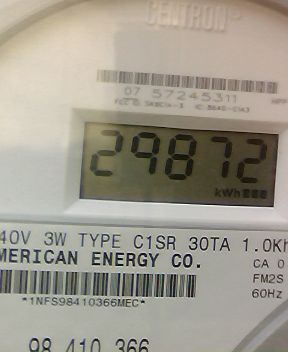 CENTRON®
07 57245311
29872
kWh
40V 3W TYPE C1SR 30TA 1.0Kh
MERICAN ENERGY CO.
CA 0
FM2S
60Hz
*1NFS98410366MEC*
98 410 366